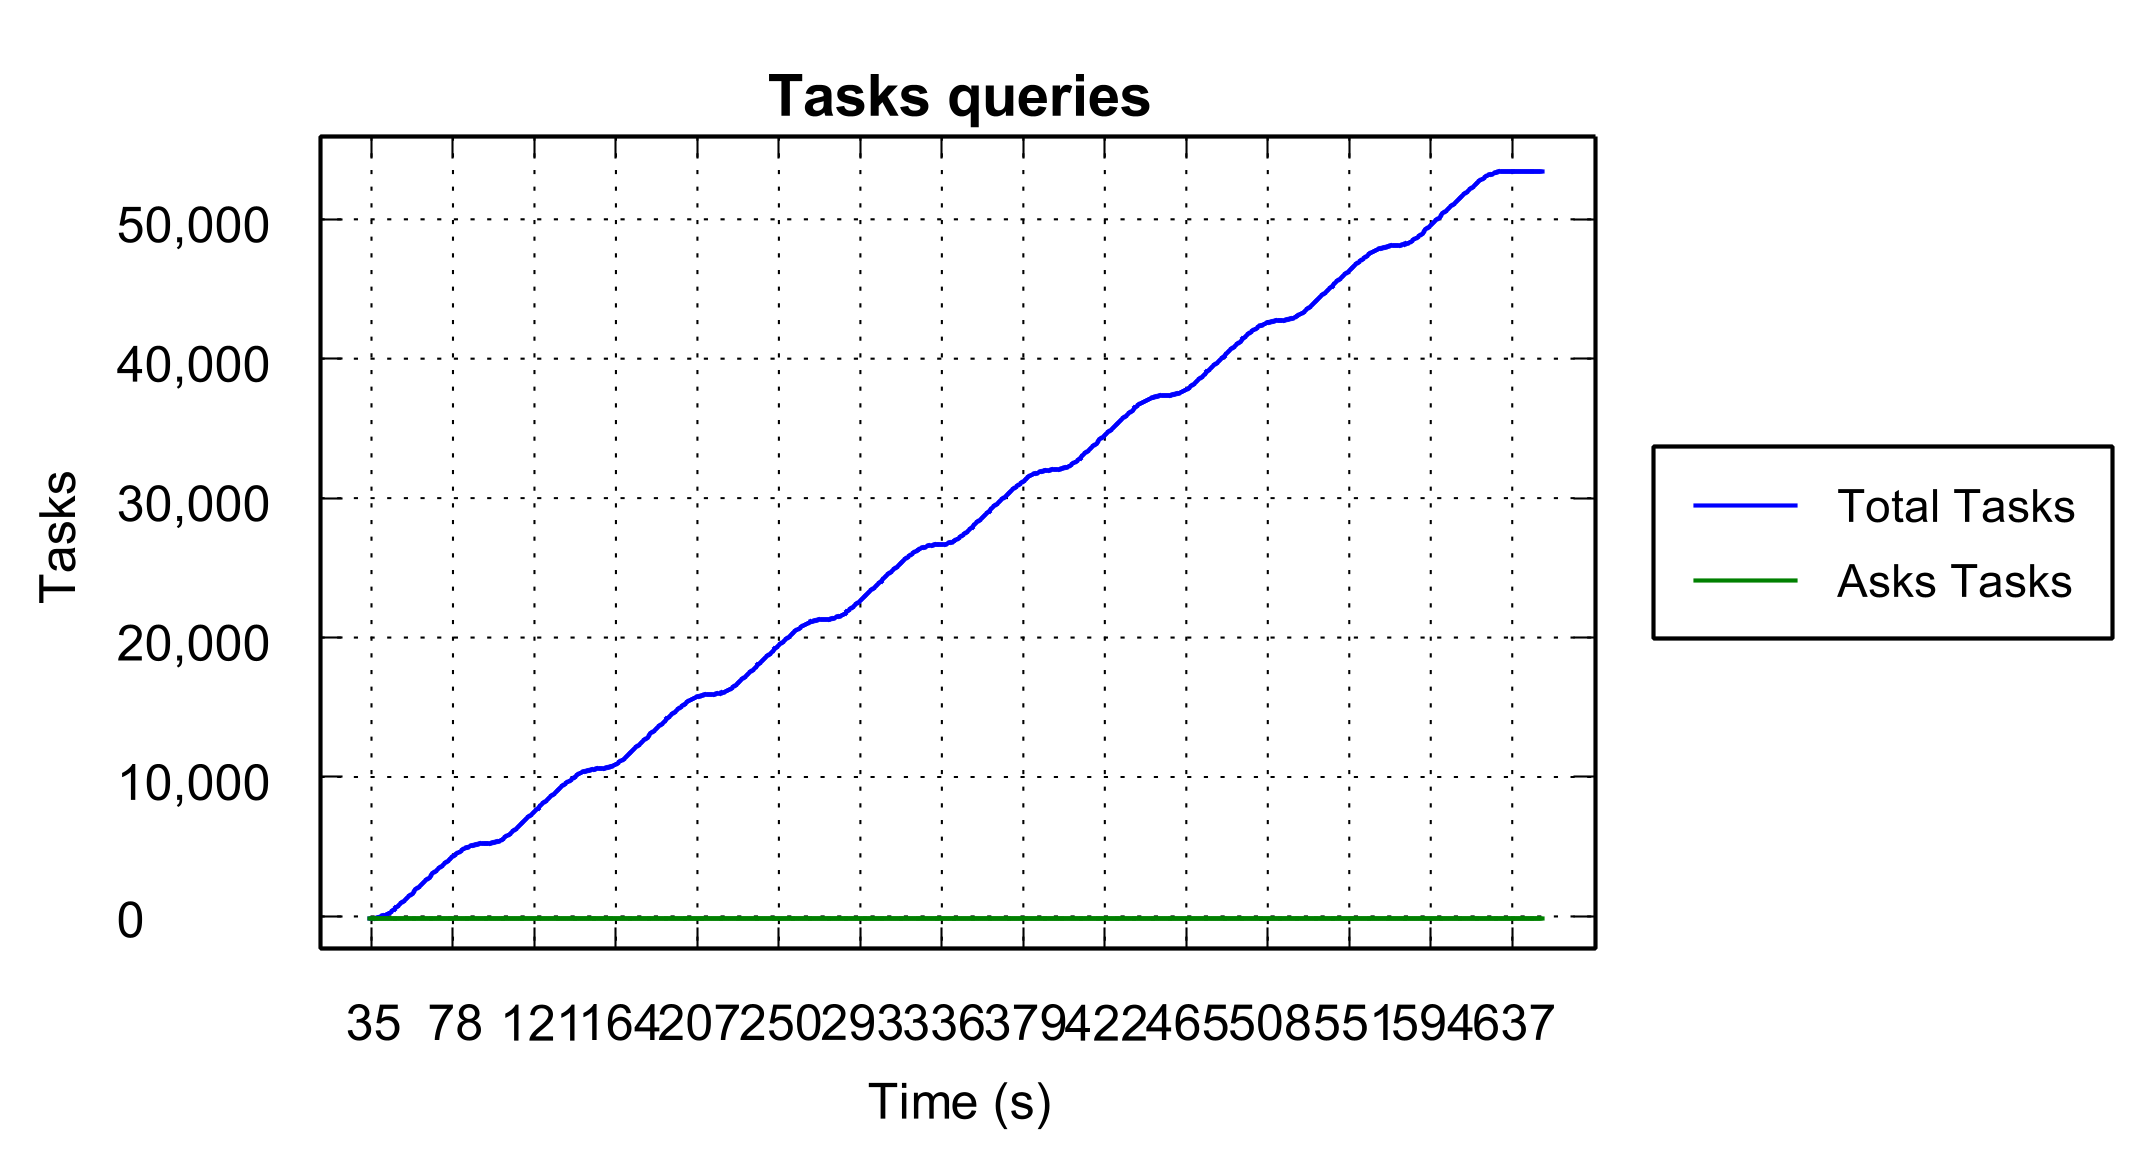 Tasks queries
50,000
40,000
30,000
20,000
10,000
0
Tasks
Total Tasks
Asks Tasks
35 78 121 164 207 250 293 336 379 422 465 508 551 594 637
Time (s)